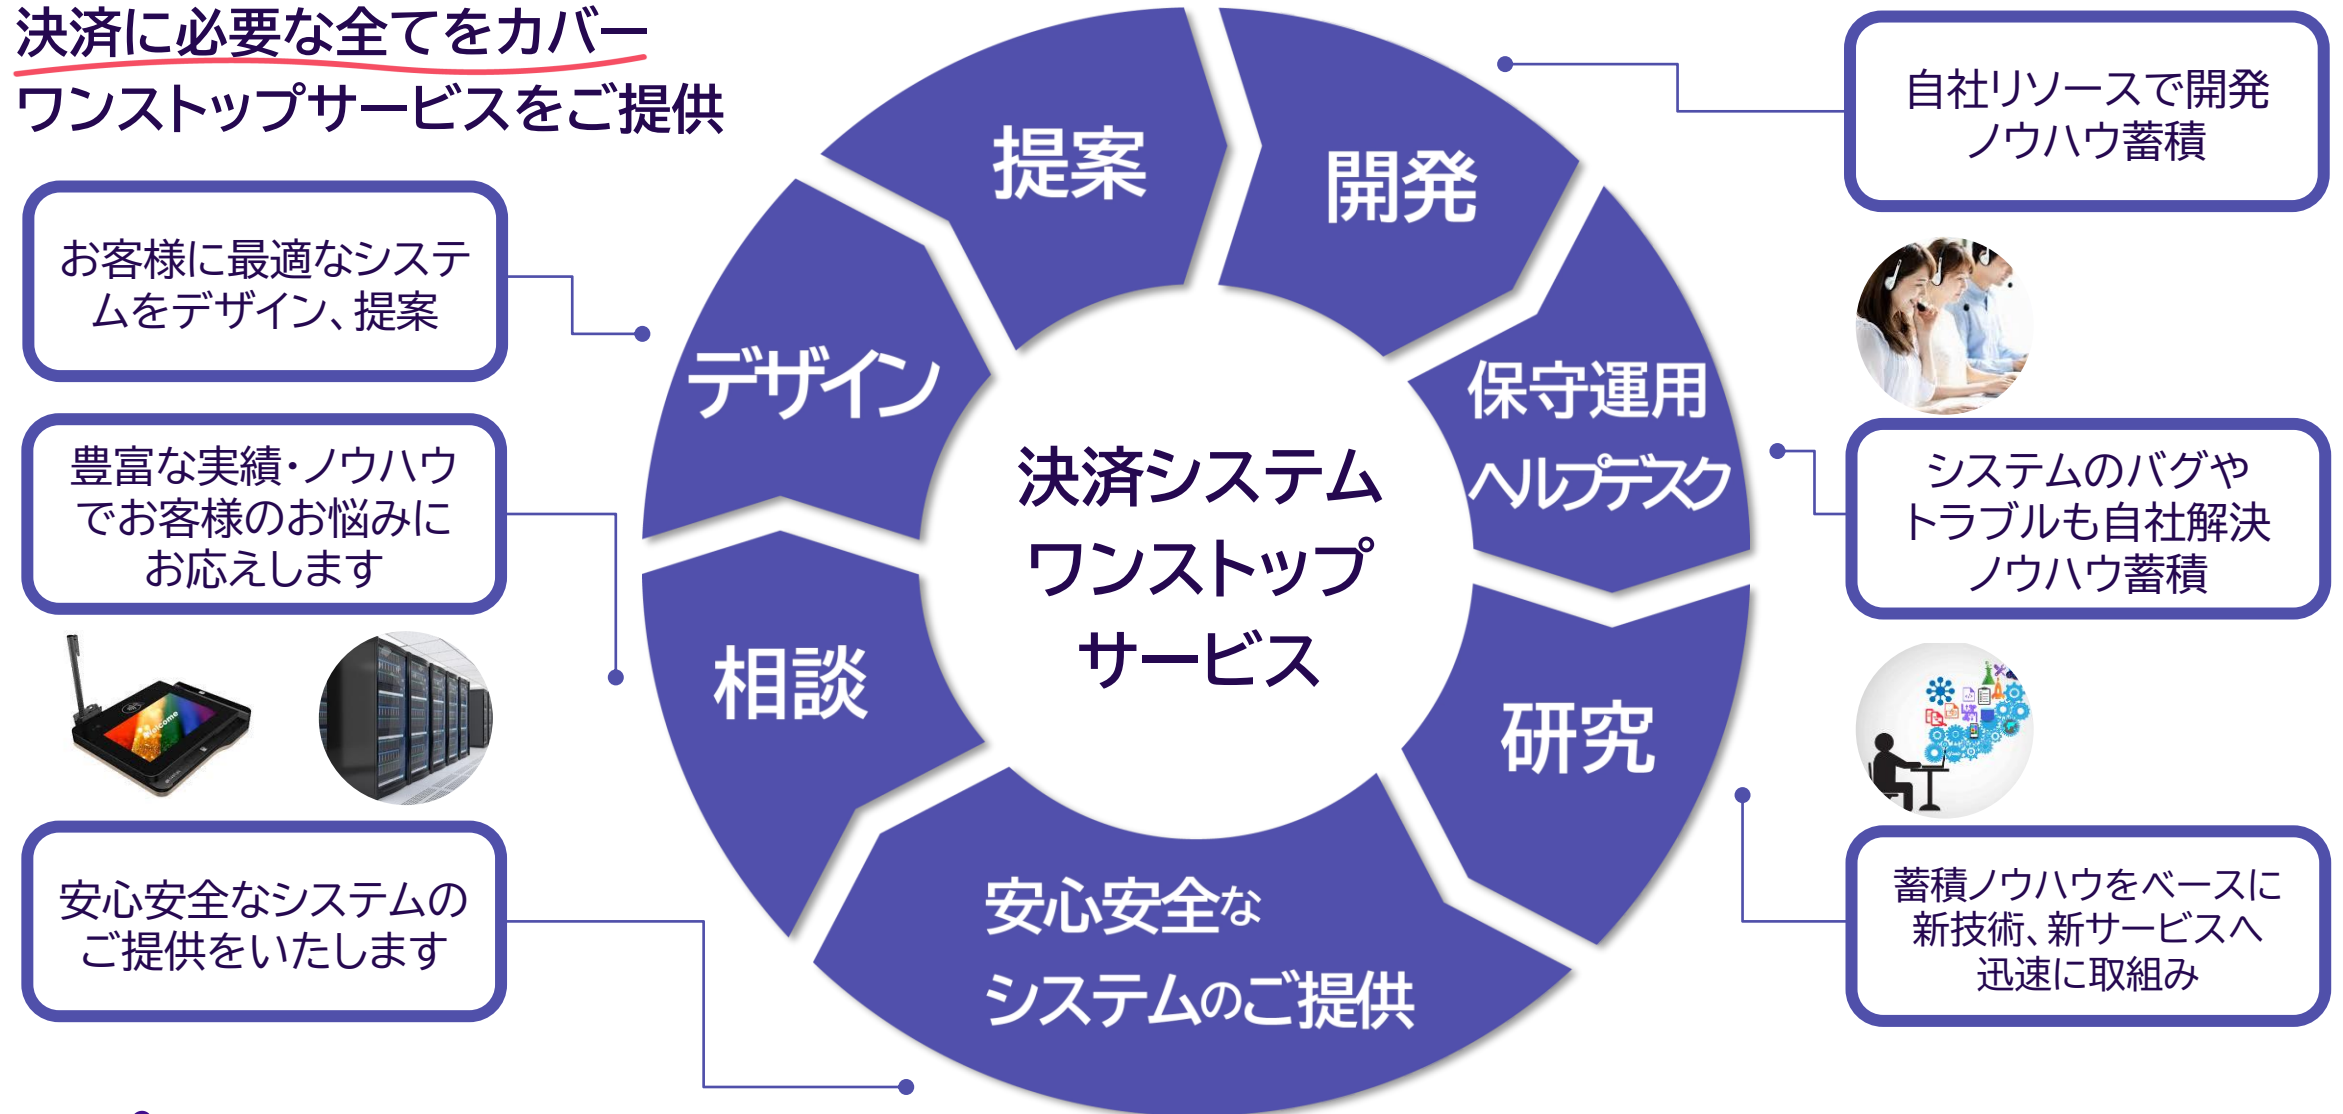 決済に必要な全てをカバー
ワンストップサービスをご提供
お客様に最適なシステ
ムをデザイン、提案
豊富な実績・ノウハウ
でお客様のお悩みに
お応えします
Welcome
安心安全なシステムの
ご提供をいたします
提案
開発
デザイン
保守運用
ヘルプデスク
相談
研究
安心安全な
システムのご提供
決済システム
ワンストップ
サービス
自社リソースで開発
ノウハウ蓄積
システムのバグや
トラブルも自社解決
ノウハウ蓄積
蓄積ノウハウをベースに
新技術、新サービスへ
迅速に取組み